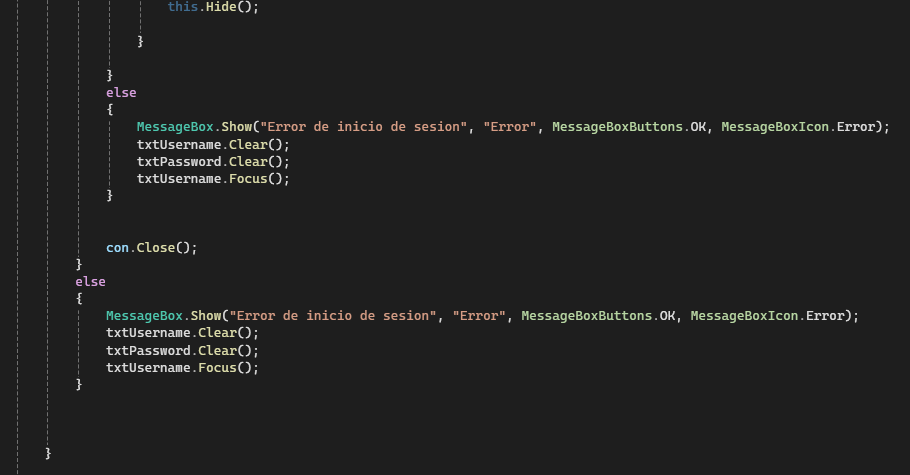 this.Hide();
}
}
else
{
MessageBox.Show("Error de inicio de sesion", "Error", MessageBoxButtons.OK, MessageBoxIcon.Error);
txtUsername.Clear();
txtPassword.Clear();
txtUsername.Focus();
}
con.Close();
}
else
{
MessageBox.Show("Error de inicio de sesion", "Error", MessageBoxButtons.OK, MessageBoxIcon.Error);
txtUsername.Clear();
txtPassword.Clear();
txtUsername.Focus();
}
}